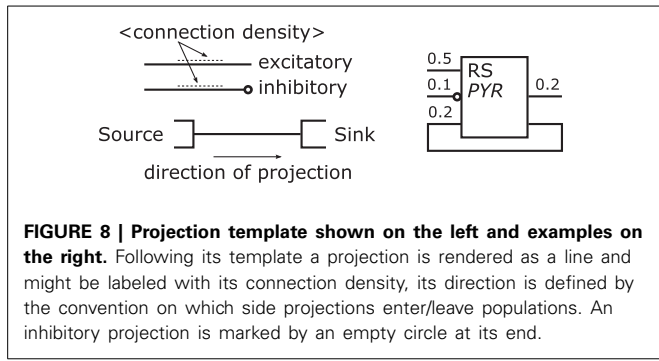 <connection density>
excitatory
inhibitory
Source
Sink
direction of projection
0.5
RS
0.1
PYR
0.2
0.2
FIGURE 8 | Projection template shown on the left and examples on
the right. Following its template a projection is rendered as a line and
might be labeled with its connection density, its direction is defined by
the convention on which side projections enter/leave populations. An
inhibitory projection is marked by an empty circle at its end.